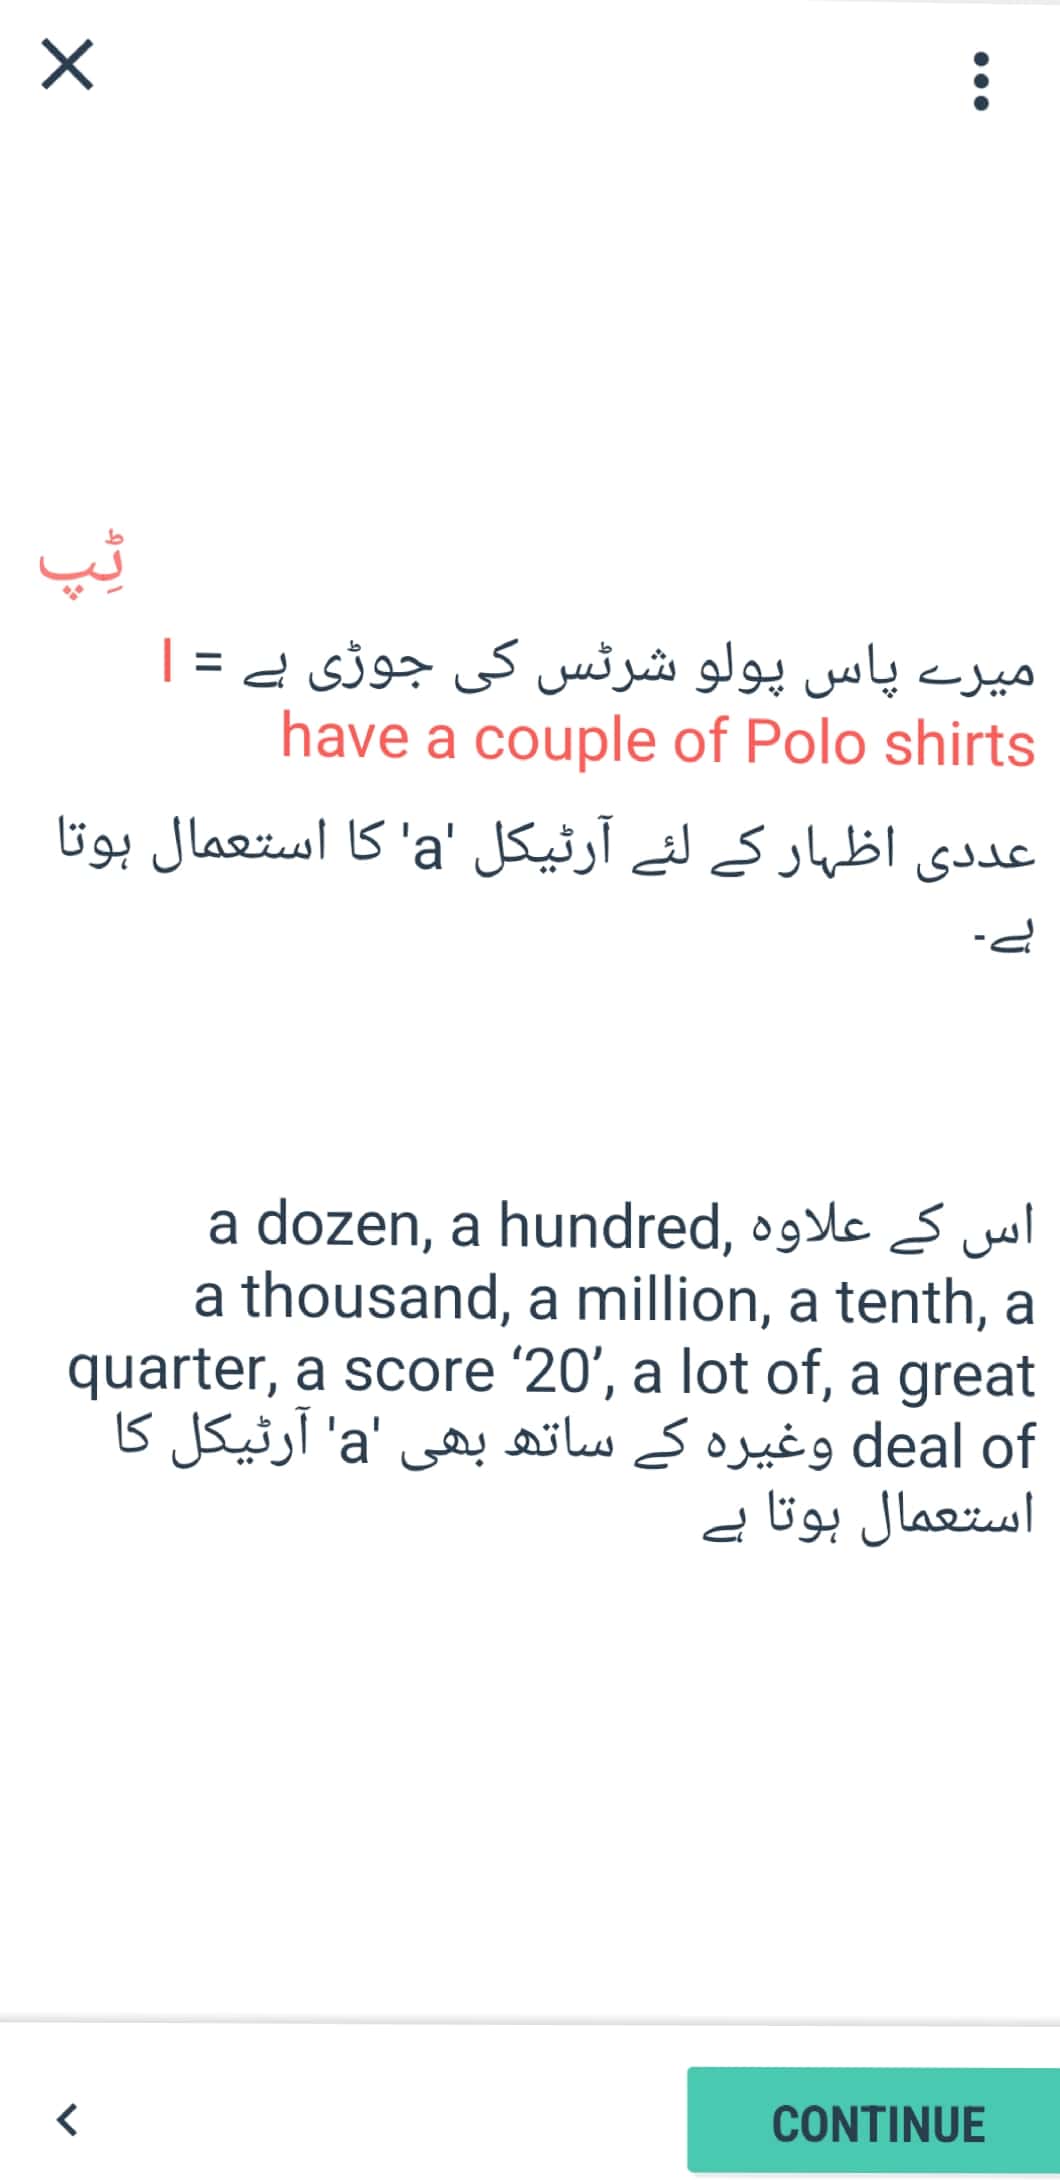 ٹِپ
میرے پاس پولو شرٹس کی جوڑی ہے = I
have a couple of Polo shirts
عددی اظہار کے لئے آرٹیکل 'a' کا استعمال ہوتا
ہے-
اس کے علاوہ a dozen, a hundred,
a thousand, a million, a tenth, a
quarter, a score ‘20’, a lot of, a great
deal of وغیرہ کے ساتھ بھی 'a' آرٹیکل کا
استعمال ہوتا ہے
CONTINUE